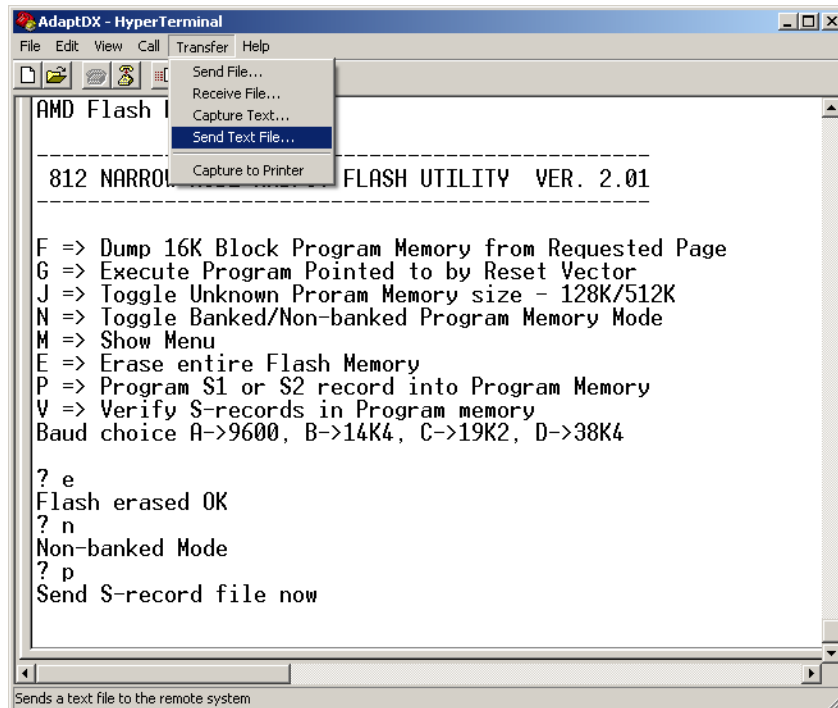 AdaptDX - HyperTerminal
File Edit View Call Transfer Help
Send File...
Receive File...
Capture Text...
Send Text File...
Capture to Printer
AMD Flash
812 NARROW FLASH UTILITY VER. 2.01
F => Dump 16K Block Program Memory from Requested Page
G => Execute Program Pointed to by Reset Vector
J => Toggle Unknown Proram Memory size - 128K/512K
N => Toggle Banked/Non-banked Program Memory Mode
M => Show Menu
E => Erase entire Flash Memory
P => Program S1 or S2 record into Program Memory
V => Verify S-records in Program memory
Baud choice A->9600, B->14K4, C->19K2, D->38K4
? e
Flash erased OK
? n
Non-banked Mode
? p
Send S-record file now
Sends a text file to the remote system